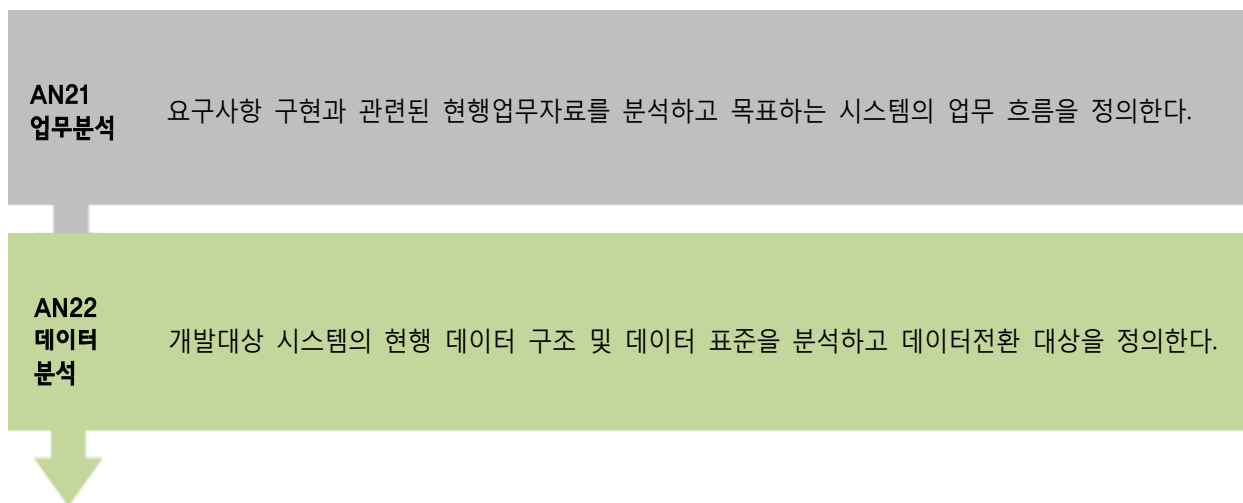 AN21
업무분석
요구사항 구현과 관련된 현행업무자료를 분석하고 목표하는 시스템의 업무 흐름을 정의한다.
AN22
데이터
분석
개발대상 시스템의 현행 데이터 구조 및 데이터 표준을 분석하고 데이터전환 대상을 정의한다.